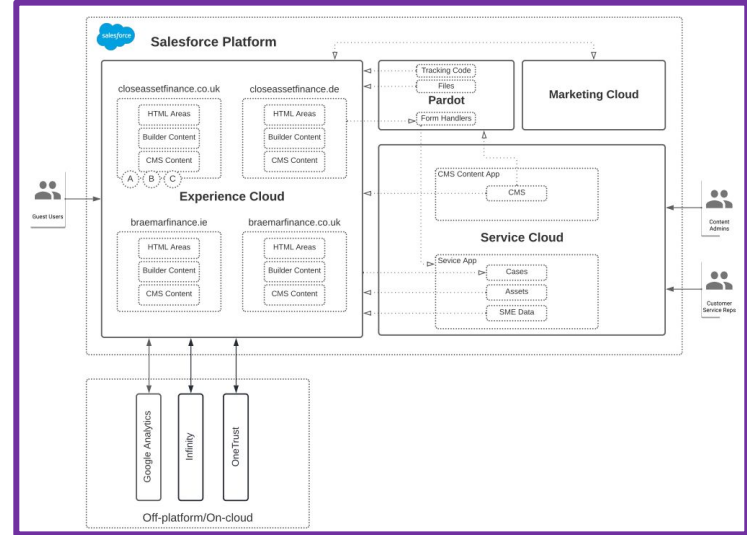 salesforce
Salesforce Platform
closeassetfinance.co.uk
HTML Areas
Builder Content
CMS Content
A B C
closeassetfinance.de
HTML Areas
Builder Content
CMS Content
Experience Cloud
braemarfinance.ie
HTML Areas
Builder Content
CMS Content
braemarfinance.co.uk
HTML Areas
Builder Content
CMS Content
Tracking Code
Files
Pardot
Form Handlers
Marketing Cloud
CMS Content App
CMS
Service Cloud
Sevice App
Cases
Assets
SME Data
Guest Users
Content
Admins
Customer
Service Reps
Google Analytics
Infinity
OneTrust
Off-platform/On-cloud